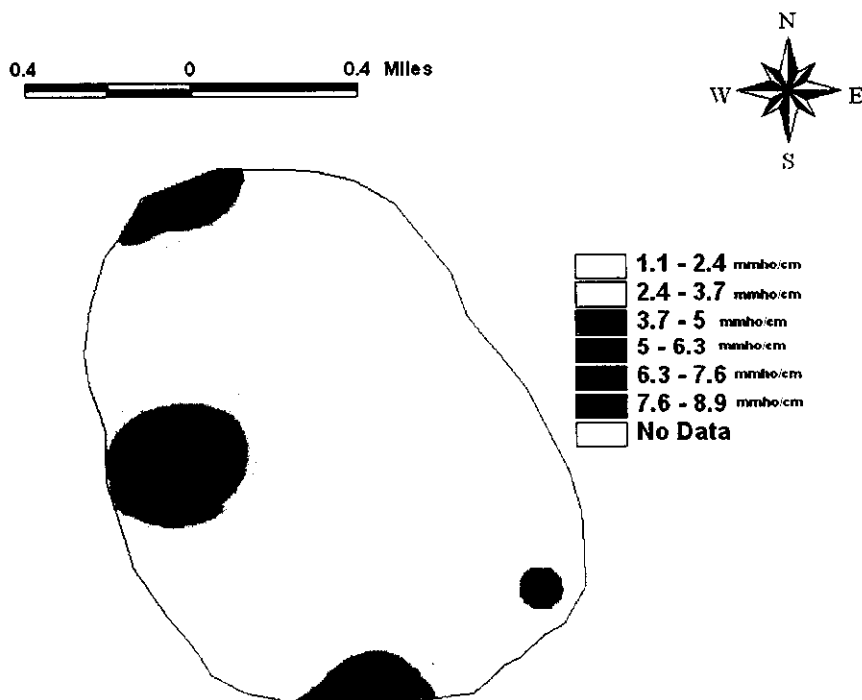 N
0.4 0 0.4 Miles
W E
S
1.1 - 2.4 mmho/cm
2.4 - 3.7 mmho/cm
3.7 - 5 mmho/cm
5 - 6.3 mmho/cm
6.3 - 7.6 mmho/cm
7.6 - 8.9 mmho/cm
No Data